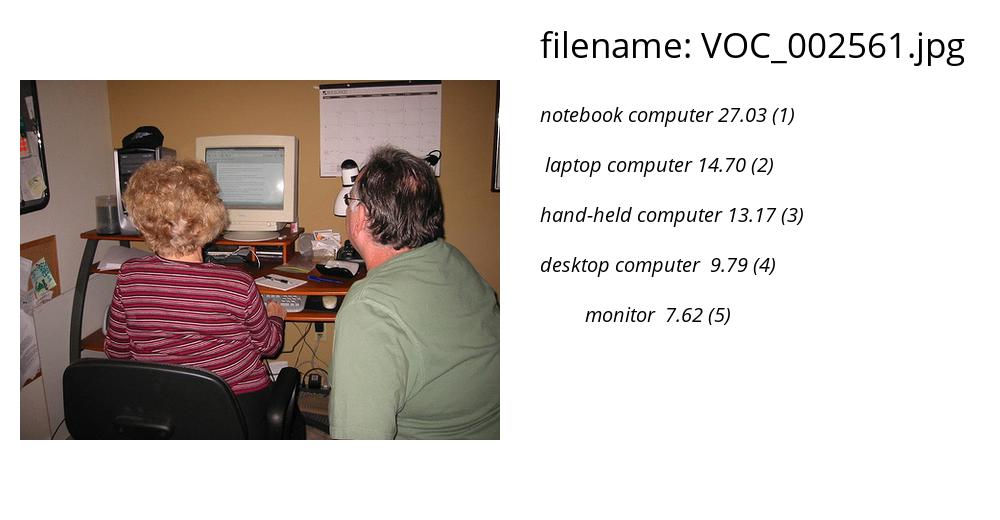 filename: VOC_002561.jpg
notebook computer 27.03 (1)
laptop computer 14.70 (2)
hand-held computer 13.17 (3)
desktop computer 9.79 (4)
monitor 7.62 (5)